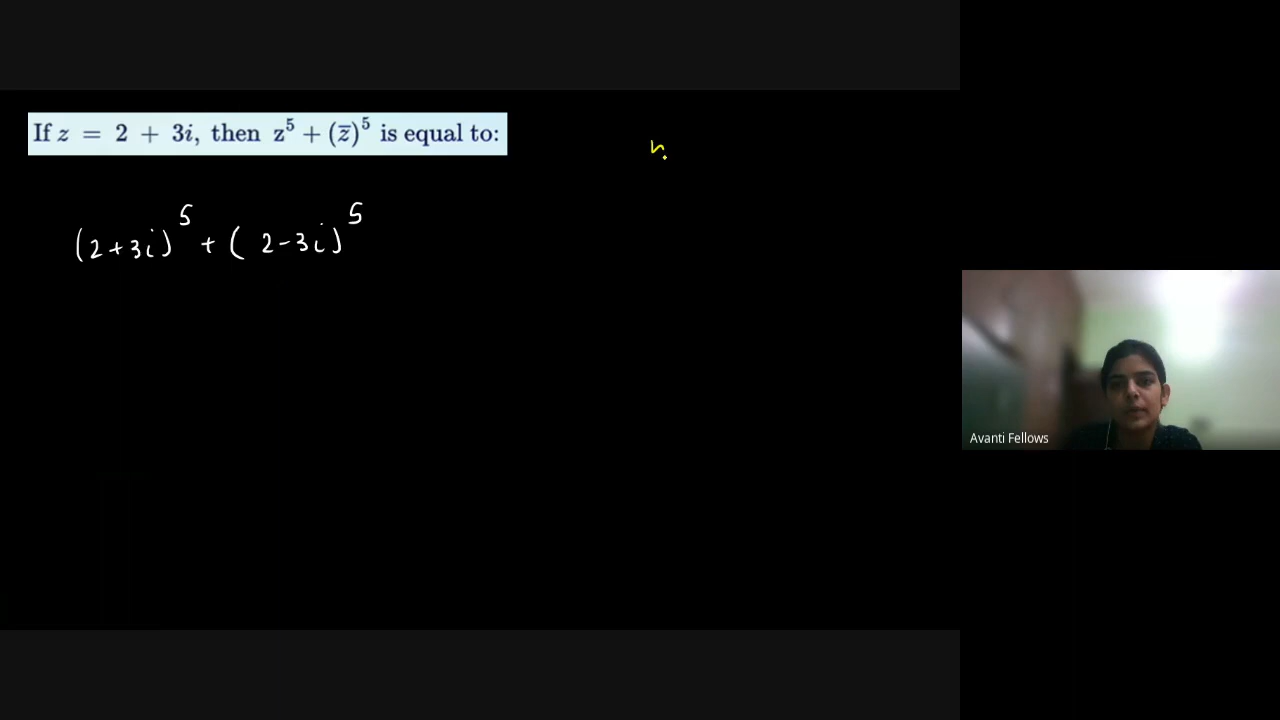 If z = 2 + 3i, then z⁵ + (z̅)⁵ is equal to:
(2+3i)⁵ + (2-3i)⁵
Avanti Fellows